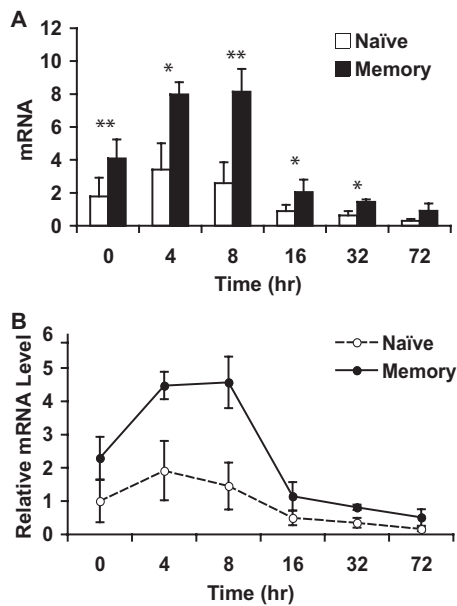 A
12
10
8
6
4
2
0
mRNA
Naïve
Memory
**
*
**
*
*
0 4 8 16 32 72
Time (hr)
B
6
5
4
3
2
1
0
Relative mRNA Level
Naïve
Memory
0 4 8 16 32 72
Time (hr)